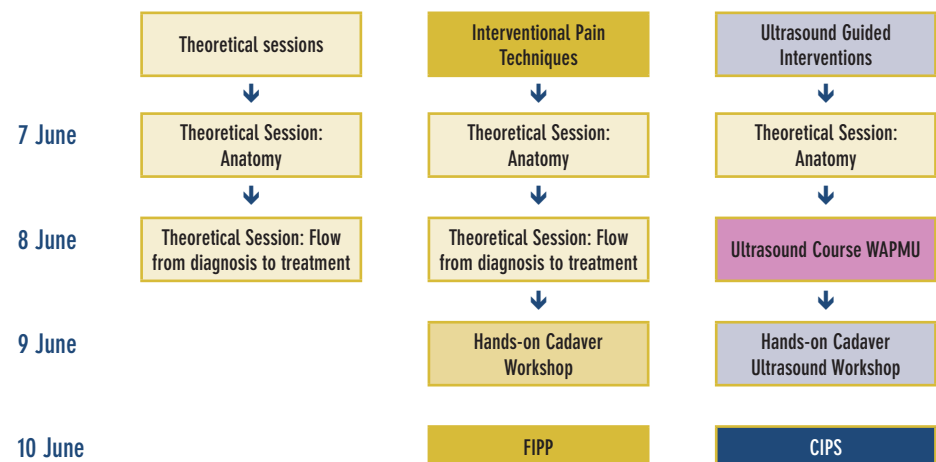 Theoretical sessions
Interventional Pain
Techniques
Ultrasound Guided
Interventions
7 June
Theoretical Session:
Anatomy
Theoretical Session:
Anatomy
Theoretical Session:
Anatomy
8 June
Theoretical Session: Flow
from diagnosis to treatment
Theoretical Session: Flow
from diagnosis to treatment
Ultrasound Course WAPMU
9 June
Hands-on Cadaver
Workshop
Hands-on Cadaver
Ultrasound Workshop
10 June
FIPP
CIPS